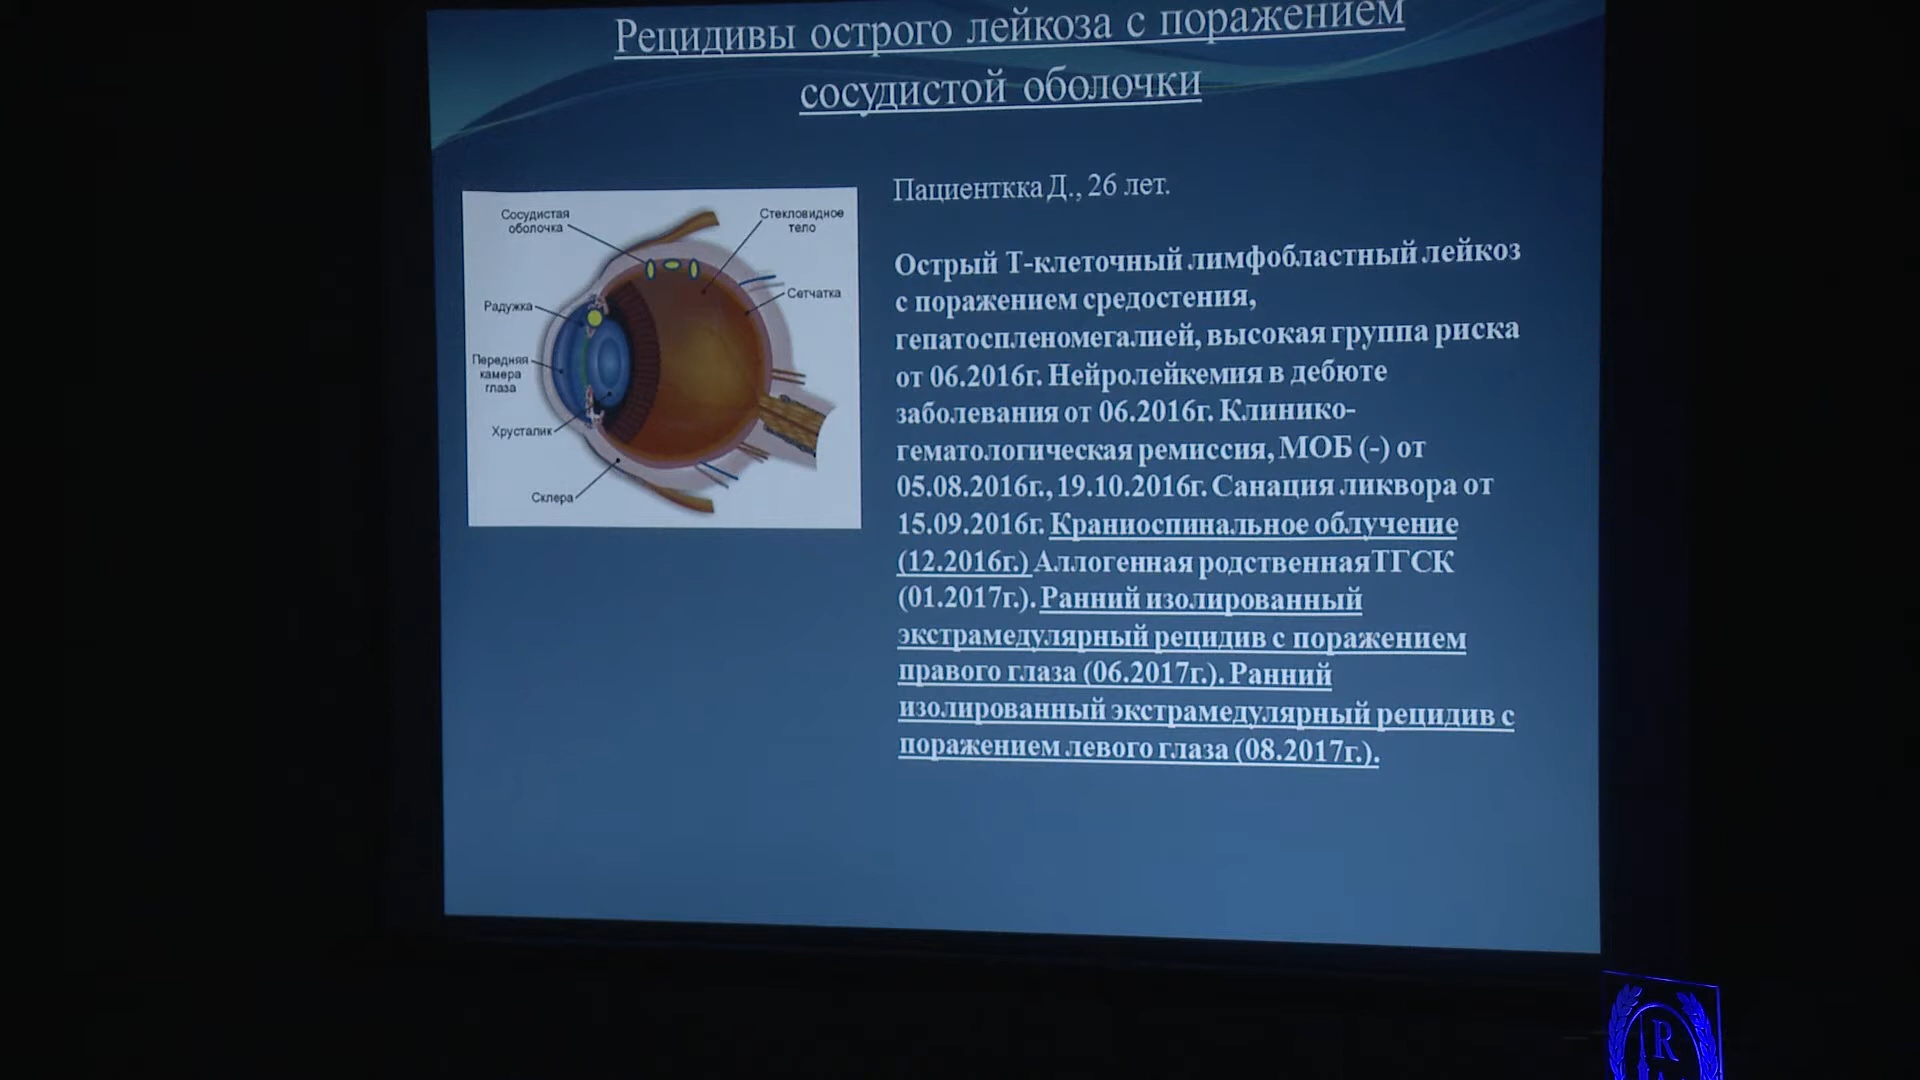 Рецидивы острого лейкоза с поражением
сосудистой оболочки
Сосудистая
оболочка
Стекловидное
тело
Радужка
Сетчатка
Передняя
камера
глаза
Хрусталик
Склера
Пациенткка Д., 26 лет.
Острый Т-клеточный лимфобластный лейкоз
с поражением средостения,
гепатоспленомегалией, высокая группа риска
от 06.2016г. Нейролейкемия в дебюте
заболевания от 06.2016г. Клинико-
гематологическая ремиссия, МОБ (-) от
05.08.2016г., 19.10.2016г. Санация ликвора от
15.09.2016г. Краниоспинальное облучение
(12.2016г.) Аллогенная родственная ТГСК
(01.2017г.). Ранний изолированный
экстрамедулярный рецидив с поражением
правого глаза (06.2017г.). Ранний
изолированный экстрамедулярный рецидив с
поражением левого глаза (08.2017г.).
R